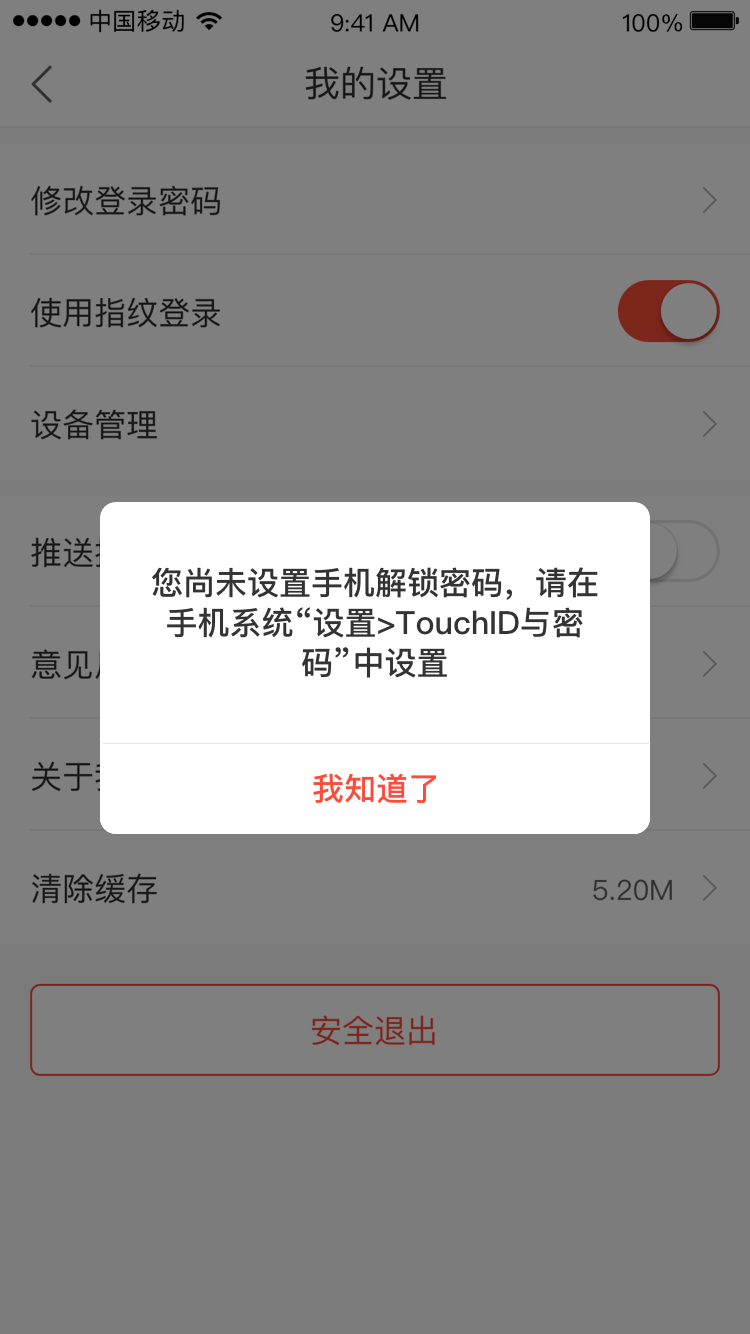 中国移动 9:41 AM 100%
我的设置
修改登录密码
使用指纹登录
设备管理
推送
您尚未设置手机解锁密码，请在
手机系统“设置>TouchID与密
码”中设置
意见
关于
我知道了
清除缓存 5.20M
安全退出